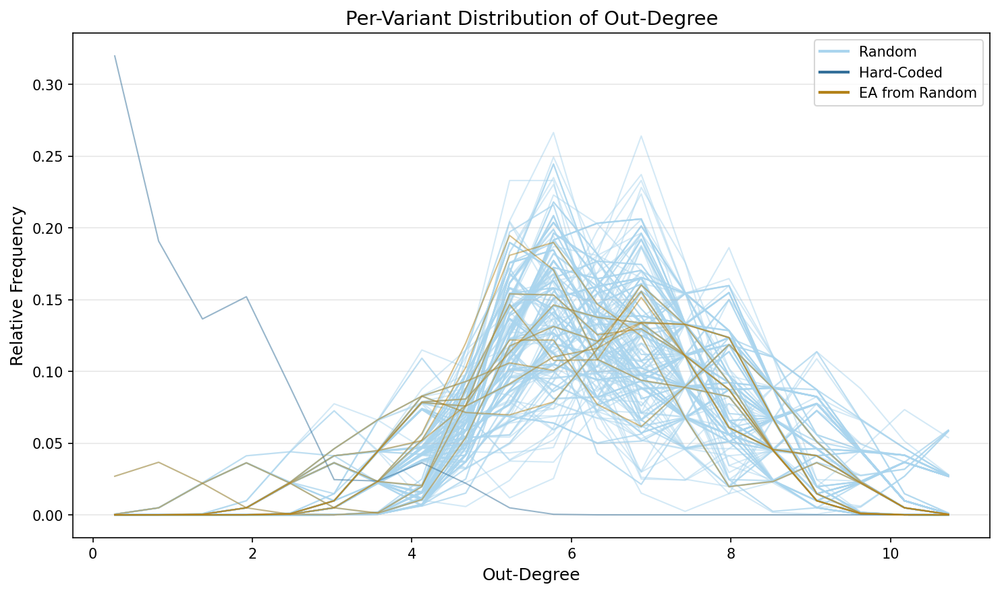 Per-Variant Distribution of Out-Degree
Random
Hard-Coded
EA from Random
Relative Frequency
0.30
0.25
0.20
0.15
0.10
0.05
0.00
0 2 4 6 8 10
Out-Degree